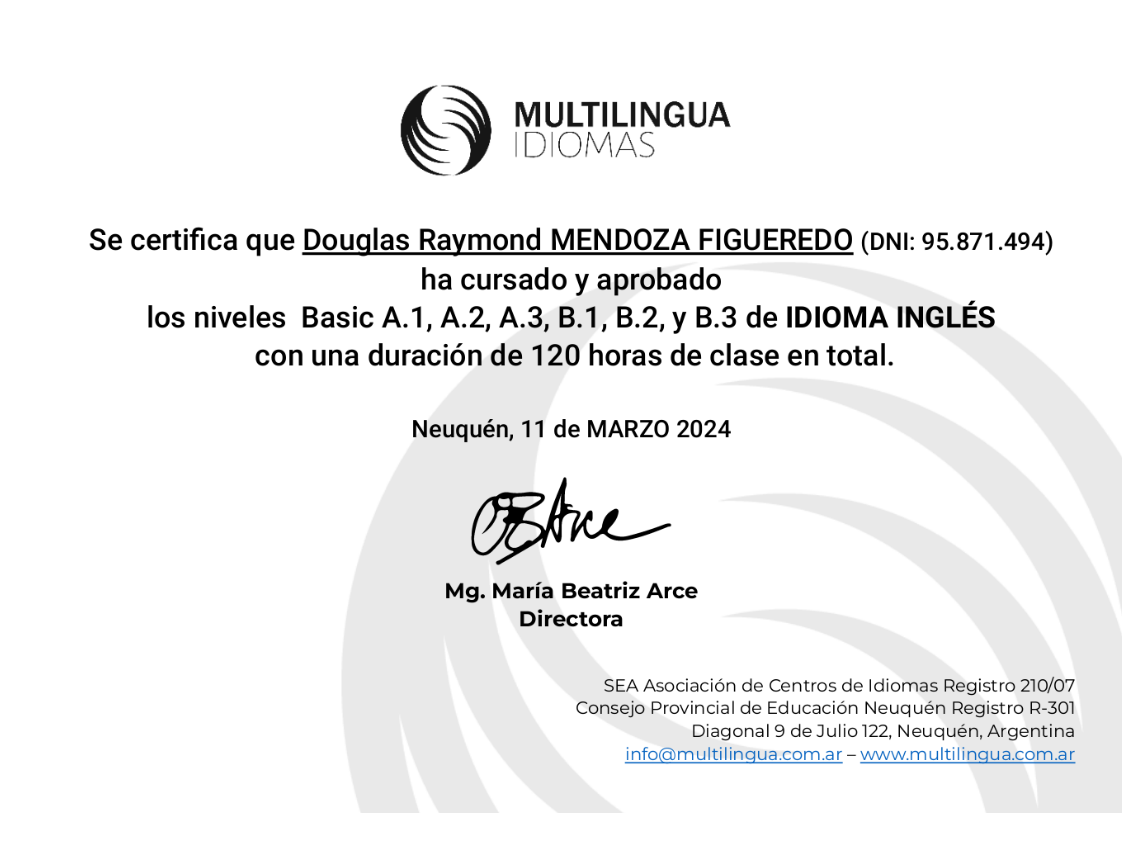 MULTILINGUA
IDIOMAS
Se certifica que Douglas Raymond MENDOZA FIGUEREDO (DNI: 95.871.494)
ha cursado y aprobado
los niveles  Basic A.1, A.2, A.3, B.1, B.2, y B.3 de IDIOMA INGLÉS
con una duración de 120 horas de clase en total.
Neuquén, 11 de MARZO 2024
OBArce
Mg. María Beatriz Arce
Directora
SEA Asociación de Centros de Idiomas Registro 210/07
Consejo Provincial de Educación Neuquén Registro R-301
Diagonal 9 de Julio 122, Neuquén, Argentina
info@multilingua.com.ar – www.multilingua.com.ar